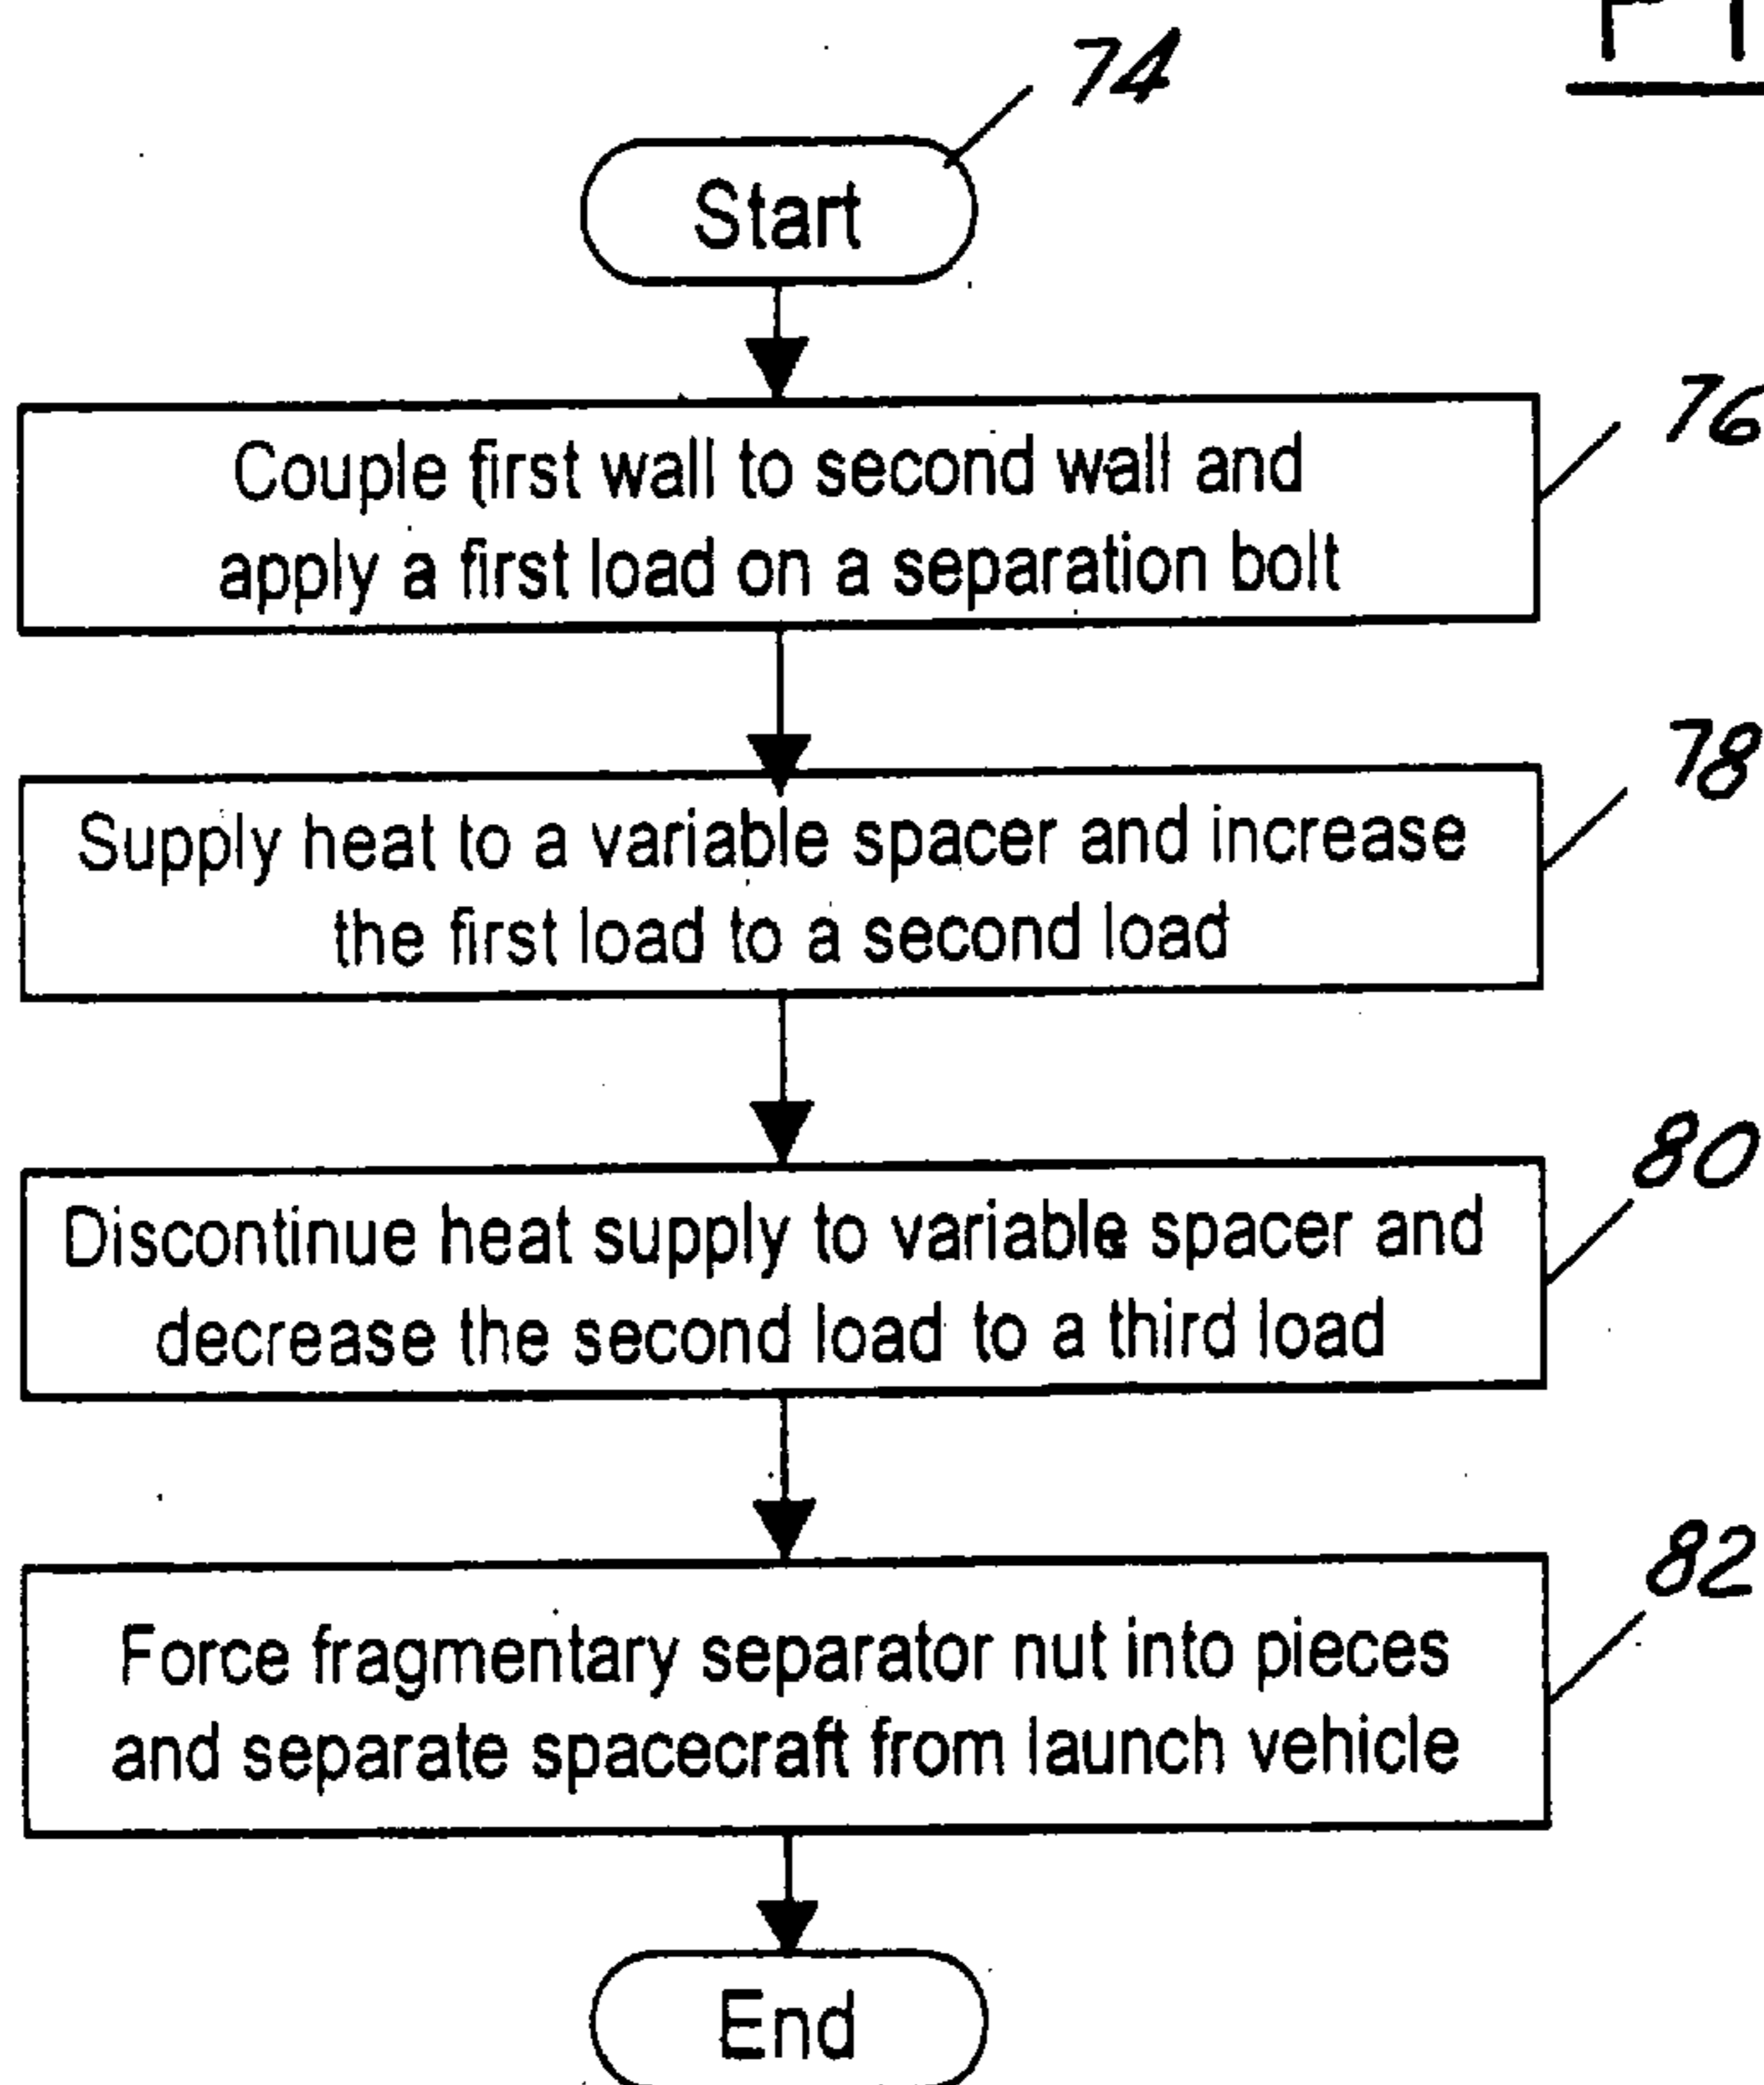 74
Start
76
Couple first wall to second wall and
apply a first load on a separation bolt
78
Supply heat to a variable spacer and increase
the first load to a second load
80
Discontinue heat supply to variable spacer and
decrease the second load to a third load
82
Force fragmentary separator nut into pieces
and separate spacecraft from launch vehicle
End